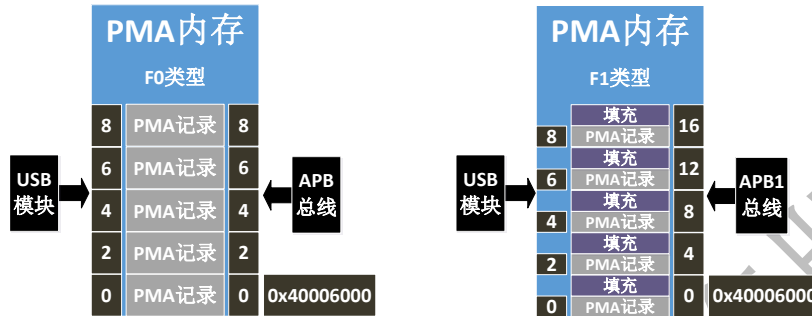 PMA内存
F0类型
8 PMA记录 8
6 PMA记录 6
4 PMA记录 4
2 PMA记录 2
0 PMA记录 0 0x40006000
USB
模块
APB
总线
PMA内存
F1类型
填充
8 PMA记录 16
填充
6 PMA记录 12
填充
4 PMA记录 8
填充
2 PMA记录 4
填充
0 PMA记录 0 0x40006000
USB
模块
APB1
总线